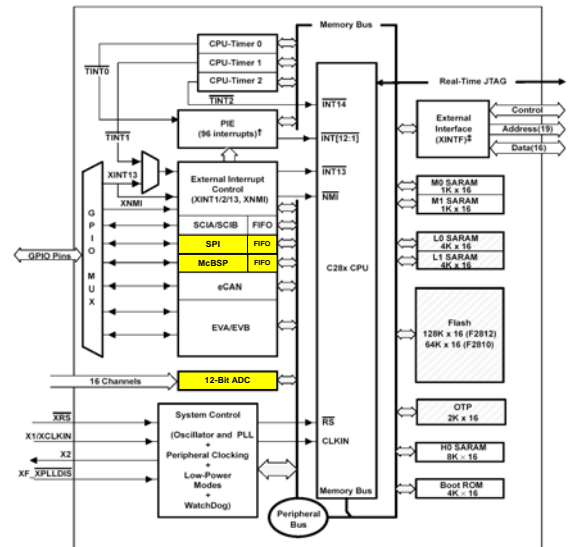 Memory Bus
CPU-Timer 0
CPU-Timer 1
CPU-Timer 2
TINT0
TINT2
TINT1
Real-Time JTAG
INT14
PIE
(96 interrupts)†
INT[12:1]
External
Interface
(XINTF)‡
Control
Address(19)
Data(16)
XINT13
XNMI
External Interrupt
Control
(XINT1/2/13, XNMI)
INT13
NMI
M0 SARAM
1K x 16
M1 SARAM
1K x 16
GPIO Pins
GPIO MUX
SCIA/SCIB FIFO
SPI FIFO
McBSP FIFO
eCAN
EVA/EVB
C28x CPU
L0 SARAM
4K x 16
L1 SARAM
4K x 16
Flash
128K x 16 (F2812)
64K x 16 (F2810)
16 Channels
12-Bit ADC
OTP
2K x 16
XRS
X1/XCLKIN
X2
XF_XPLLDIS
System Control
(Oscillator and PLL
+
Peripheral Clocking
+
Low-Power
Modes
+
WatchDog)
RS
CLKIN
H0 SARAM
8K × 16
Boot ROM
4K × 16
Memory Bus
Peripheral
Bus